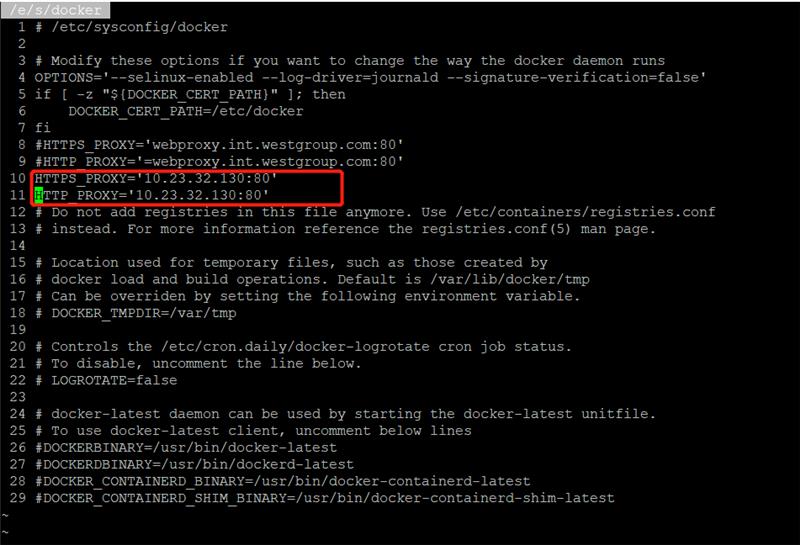 /e/s/docker
1 # /etc/sysconfig/docker
2
3 # Modify these options if you want to change the way the docker daemon runs
4 OPTIONS='--selinux-enabled --log-driver=journald --signature-verification=false'
5 if [ -z "${DOCKER_CERT_PATH}" ]; then
6     DOCKER_CERT_PATH=/etc/docker
7 fi
8 #HTTPS_PROXY='webproxy.int.westgroup.com:80'
9 #HTTP_PROXY='=webproxy.int.westgroup.com:80'
10 HTTPS_PROXY='10.23.32.130:80'
11 HTTP_PROXY='10.23.32.130:80'
12 # Do not add registries in this file anymore. Use /etc/containers/registries.conf
13 # instead. For more information reference the registries.conf(5) man page.
14
15 # Location used for temporary files, such as those created by
16 # docker load and build operations. Default is /var/lib/docker/tmp
17 # Can be overriden by setting the following environment variable.
18 # DOCKER_TMPDIR=/var/tmp
19
20 # Controls the /etc/cron.daily/docker-logrotate cron job status.
21 # To disable, uncomment the line below.
22 # LOGROTATE=false
23
24 # docker-latest daemon can be used by starting the docker-latest unitfile.
25 # To use docker-latest client, uncomment below lines
26 #DOCKERBINARY=/usr/bin/docker-latest
27 #DOCKERDBINARY=/usr/bin/dockerd-latest
28 #DOCKER_CONTAINERD_BINARY=/usr/bin/docker-containerd-latest
29 #DOCKER_CONTAINERD_SHIM_BINARY=/usr/bin/docker-containerd-shim-latest
~
~